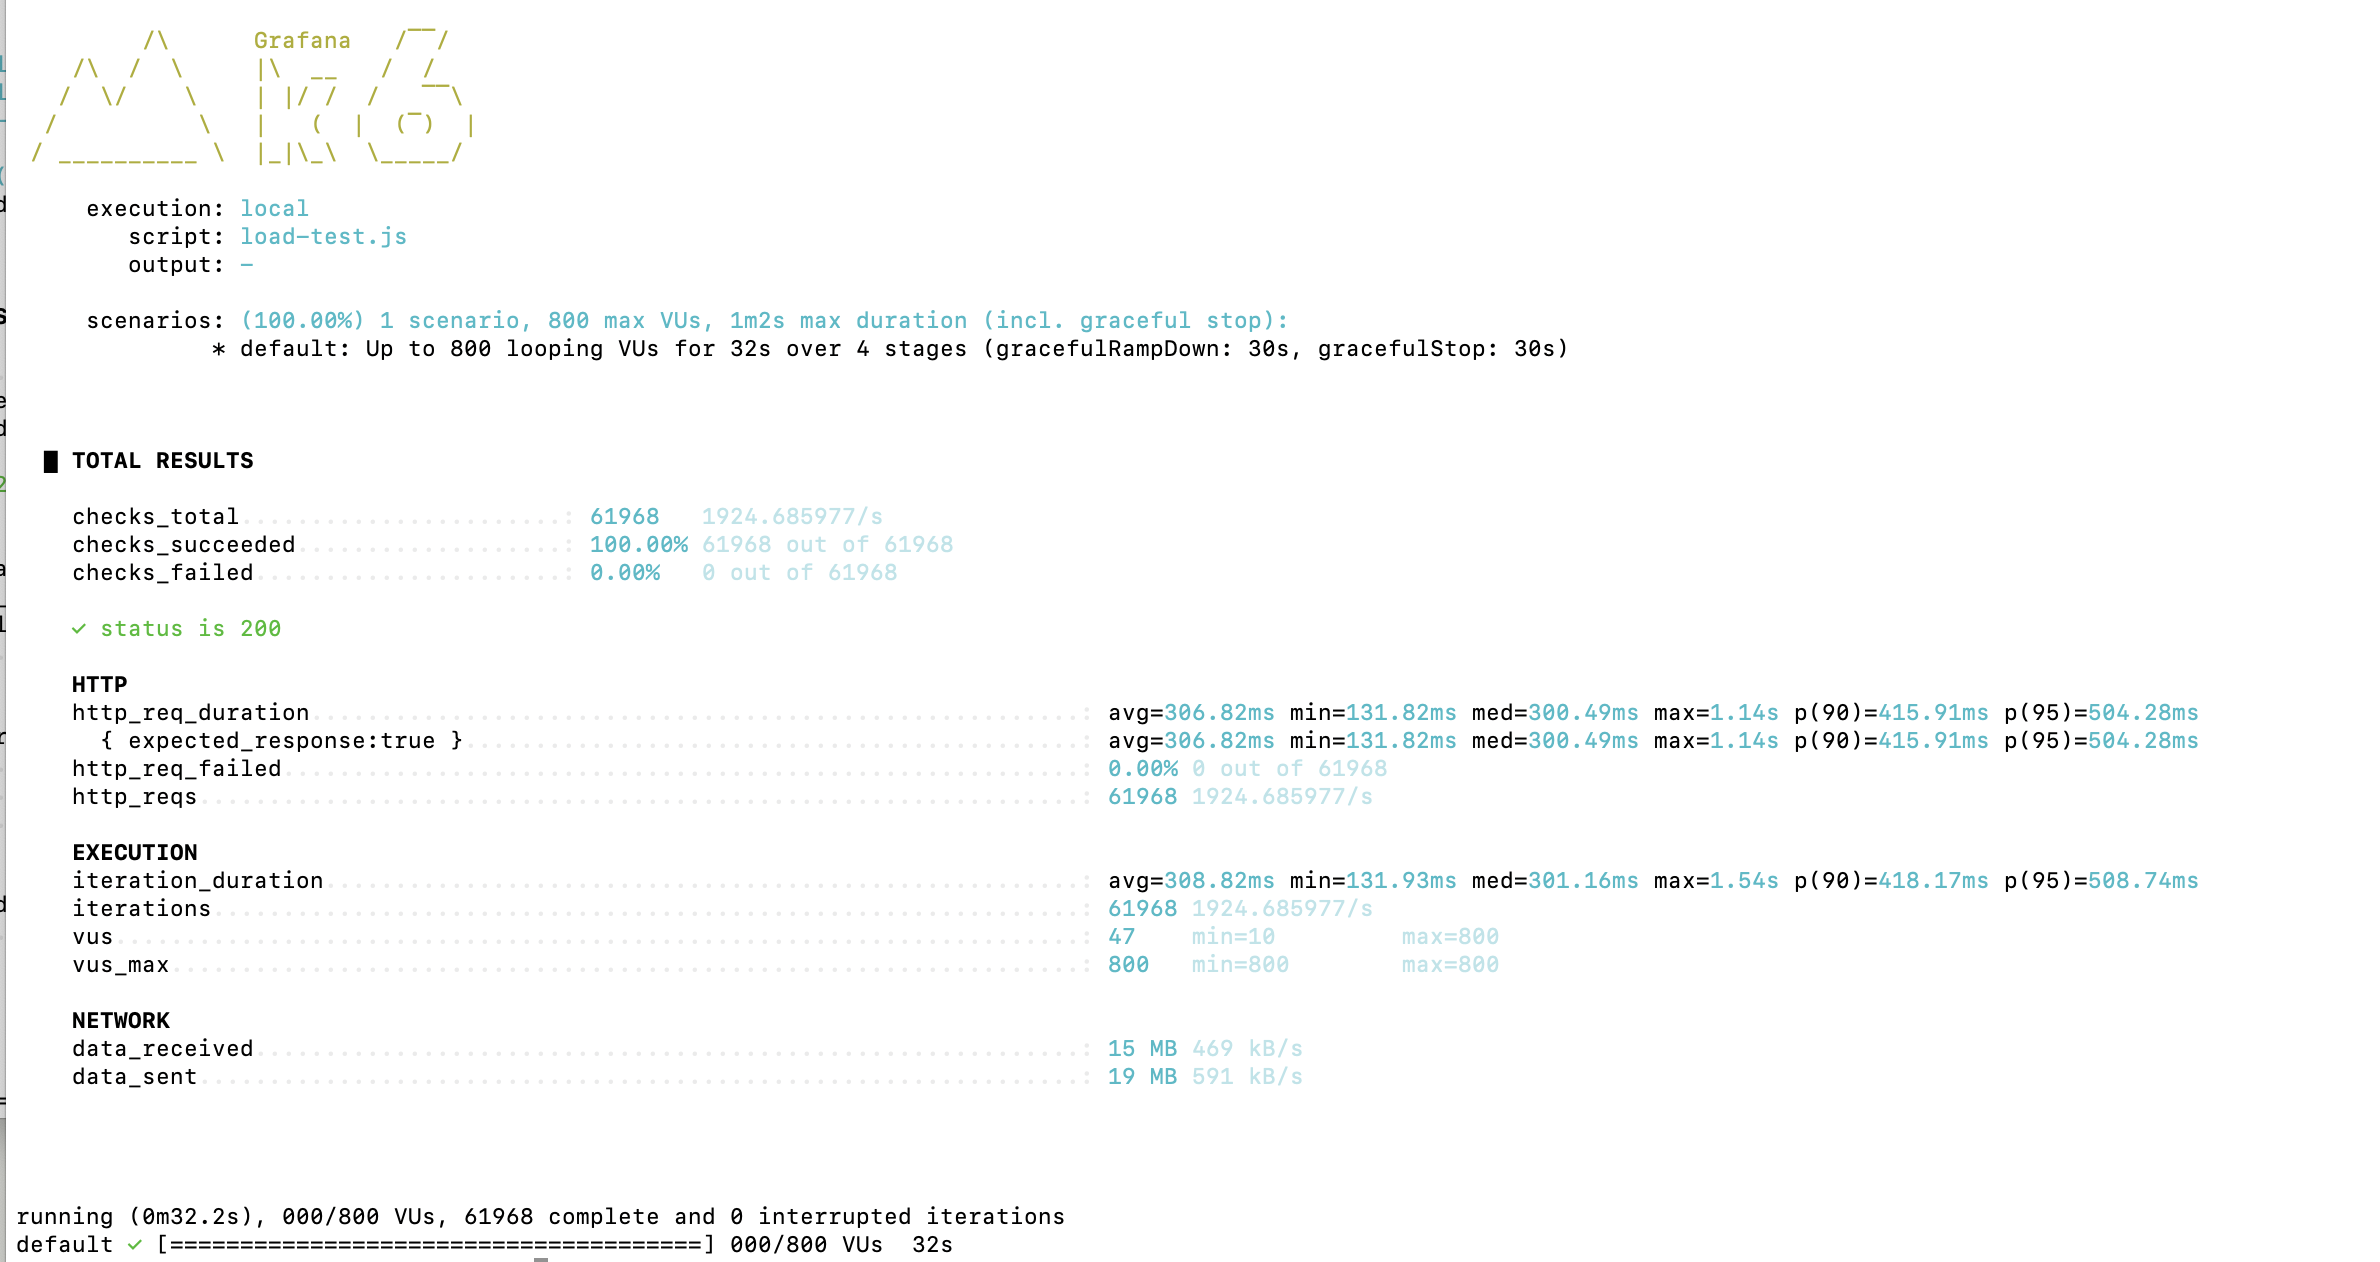 Grafana
execution: local
script: load-test.js
output: -
scenarios: (100.00%) 1 scenario, 800 max VUs, 1m2s max duration (incl. graceful stop):
* default: Up to 800 looping VUs for 32s over 4 stages (gracefulRampDown: 30s, gracefulStop: 30s)
█ TOTAL RESULTS
checks_total.......................: 61968   1924.685977/s
checks_succeeded...................: 100.00% 61968 out of 61968
checks_failed......................: 0.00%   0 out of 61968
✓ status is 200
HTTP
http_req_duration.......................................................: avg=306.82ms min=131.82ms med=300.49ms max=1.14s p(90)=415.91ms p(95)=504.28ms
{ expected_response:true }............................................: avg=306.82ms min=131.82ms med=300.49ms max=1.14s p(90)=415.91ms p(95)=504.28ms
http_req_failed.........................................................: 0.00% 0 out of 61968
http_reqs...............................................................: 61968 1924.685977/s
EXECUTION
iteration_duration......................................................: avg=308.82ms min=131.93ms med=301.16ms max=1.54s p(90)=418.17ms p(95)=508.74ms
iterations..............................................................: 61968 1924.685977/s
vus.....................................................................: 47    min=10         max=800
vus_max.................................................................: 800   min=800        max=800
NETWORK
data_received...........................................................: 15 MB 469 kB/s
data_sent...............................................................: 19 MB 591 kB/s
running (0m32.2s), 000/800 VUs, 61968 complete and 0 interrupted iterations
default ✓ [======================================] 000/800 VUs  32s